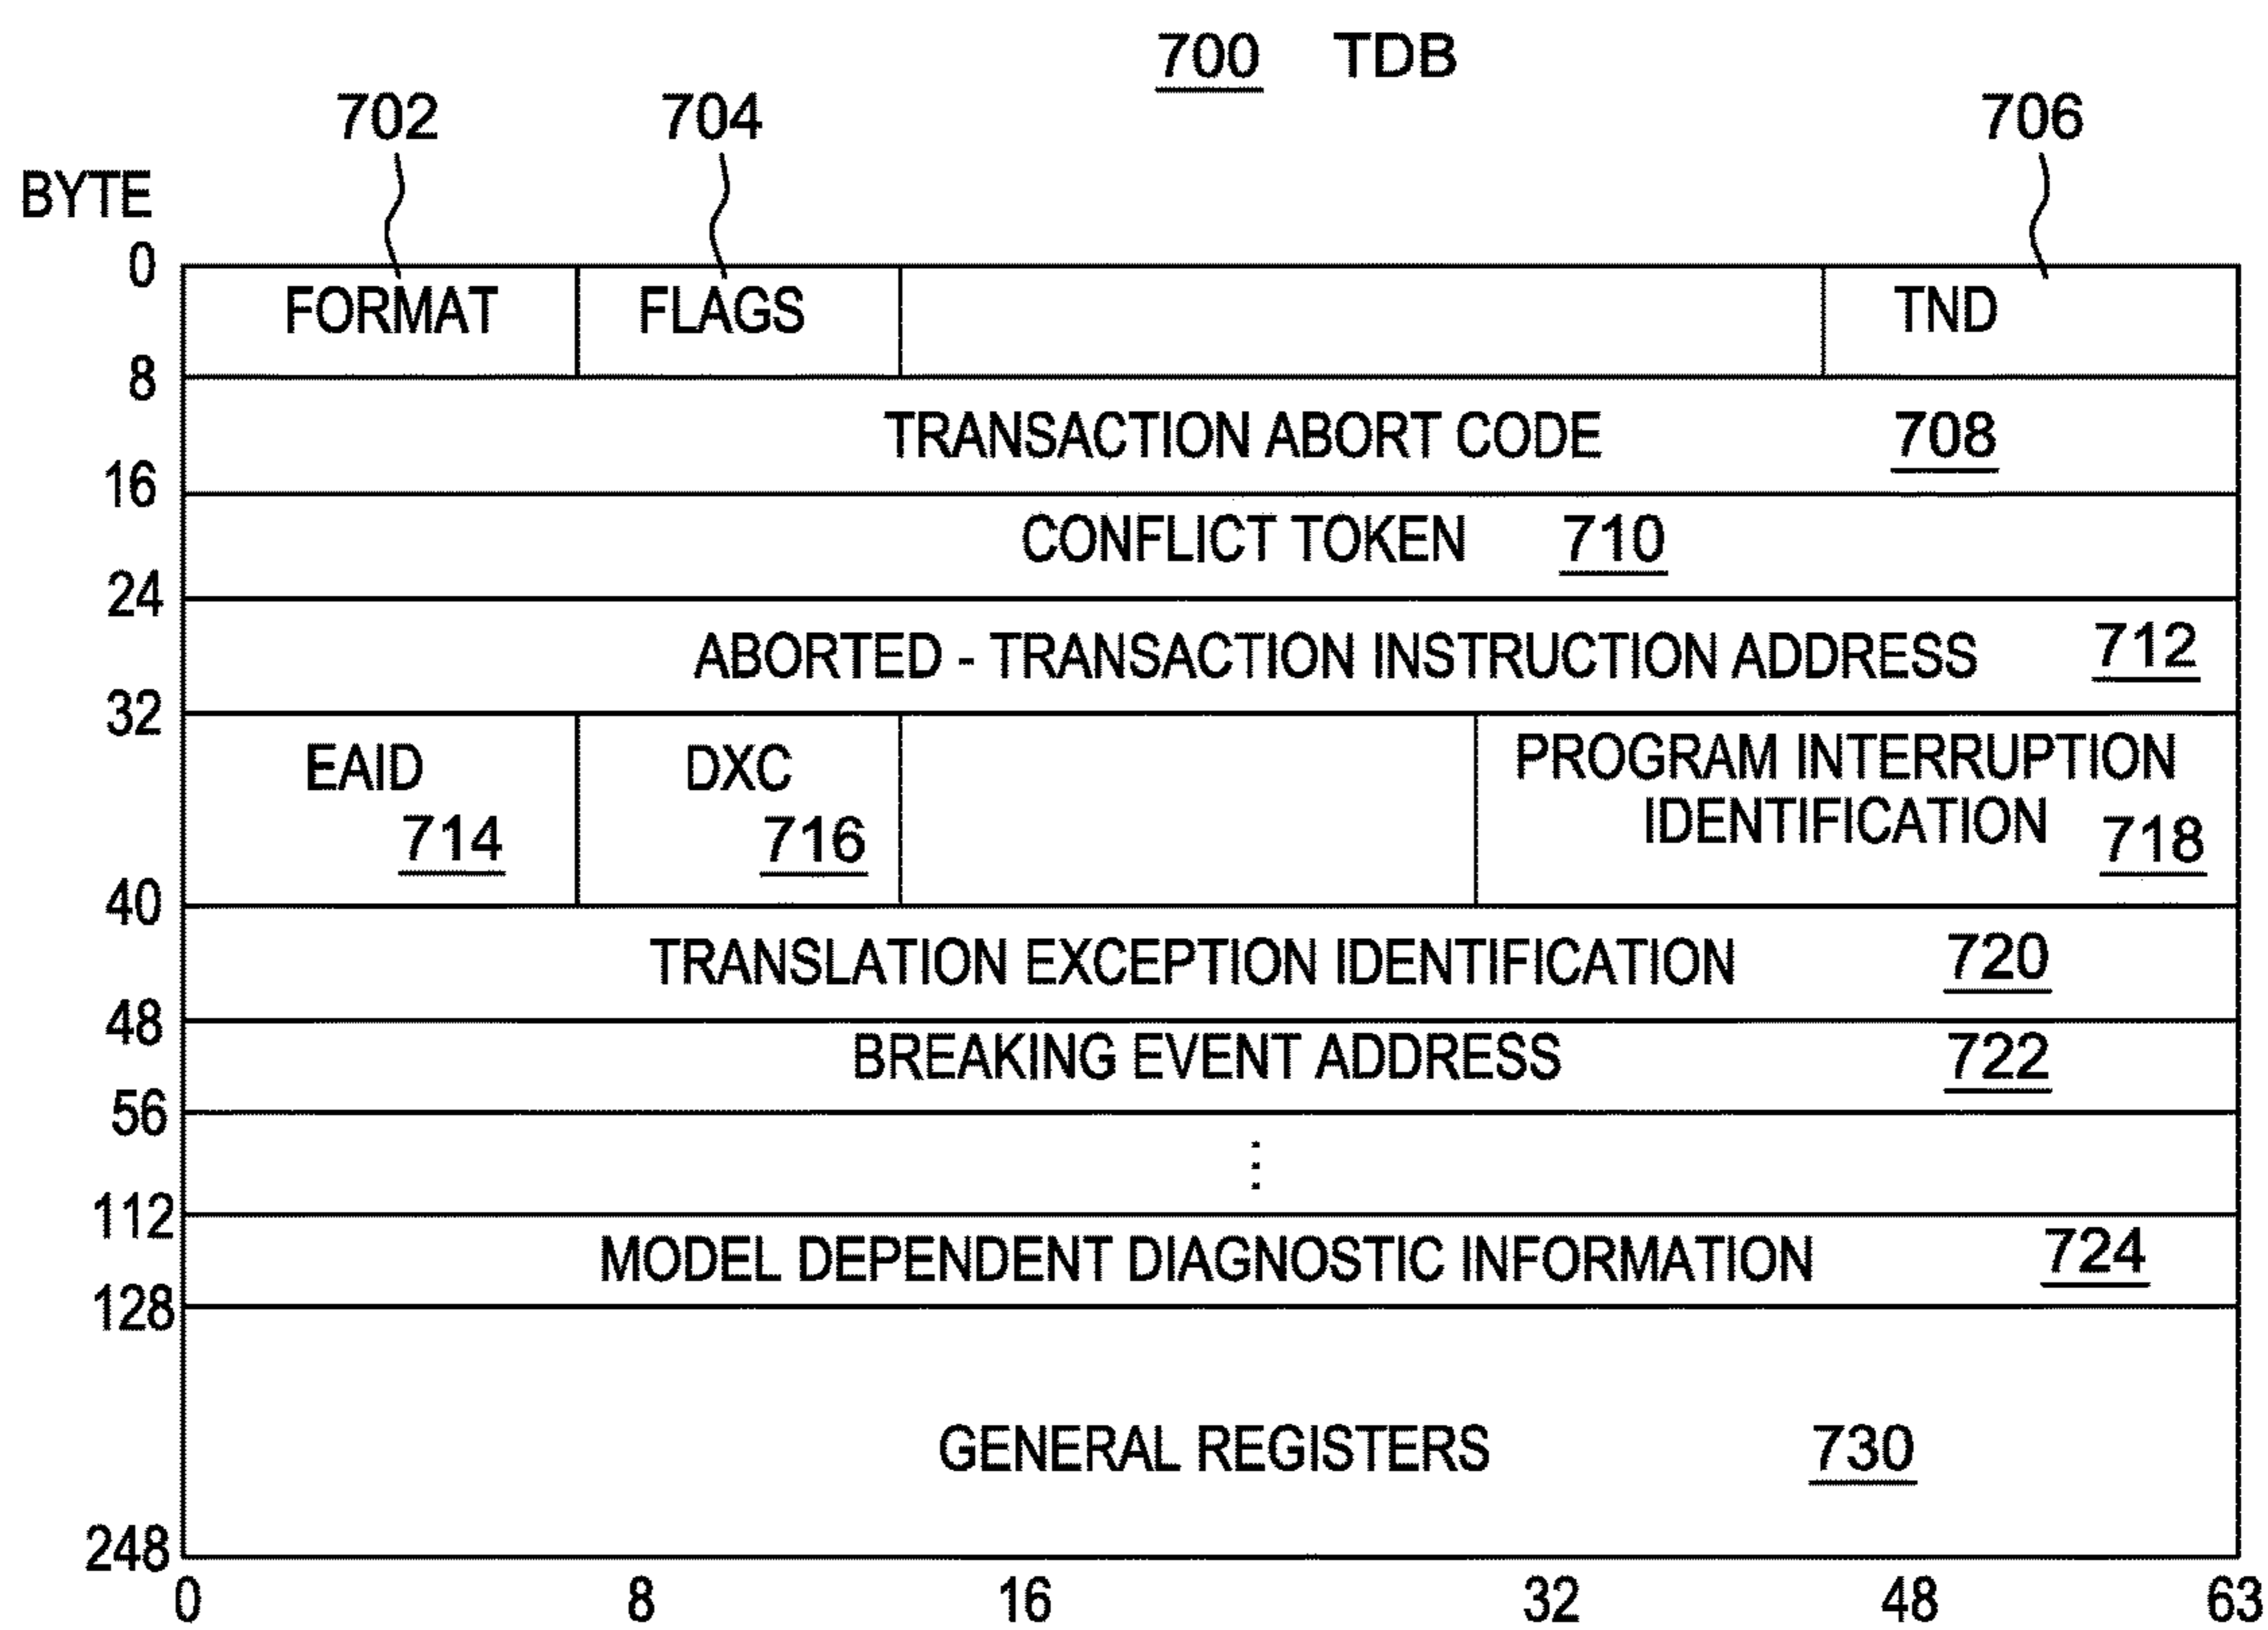 700 TDB
702 704 706
BYTE
0
FORMAT FLAGS TND
8
TRANSACTION ABORT CODE 708
16
CONFLICT TOKEN 710
24
ABORTED - TRANSACTION INSTRUCTION ADDRESS 712
32
EAID 714
DXC 716
PROGRAM INTERRUPTION
IDENTIFICATION 718
40
TRANSLATION EXCEPTION IDENTIFICATION 720
48
BREAKING EVENT ADDRESS 722
56
⋮
112
MODEL DEPENDENT DIAGNOSTIC INFORMATION 724
128
GENERAL REGISTERS 730
248
0 8 16 32 48 63